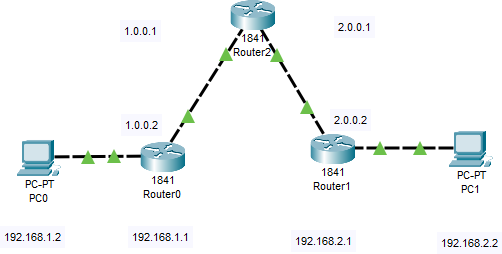 1.0.0.1
2.0.0.1
1841
Router2
1.0.0.2
2.0.0.2
PC-PT
PC0
1841
Router0
1841
Router1
PC-PT
PC1
192.168.1.2
192.168.1.1
192.168.2.1
192.168.2.2